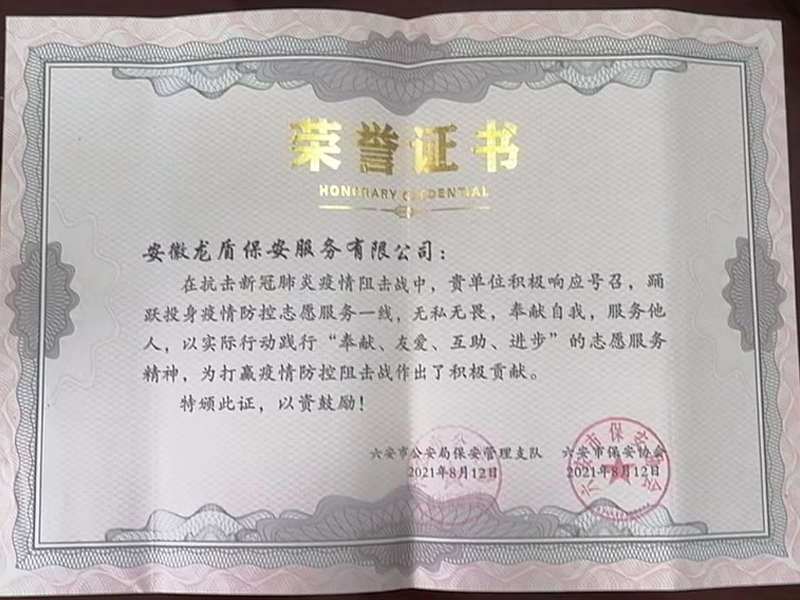 荣誉证书
HONORARY CREDENTIAL
安徽龙盾保安服务有限公司：
在抗击新冠肺炎疫情阻击战中，贵单位积极响应号召，踊
跃投身疫情防控志愿服务一线，无私无畏，奉献自我，服务他
人，以实际行动践行“奉献、友爱、互助、进步”的志愿服务
精神，为打赢疫情防控阻击战作出了积极贡献。
特颁此证，以资鼓励！
六安市公安局保安管理支队 六安市保安协会
2021年8月12日 2021年8月12日
六安市保安协会